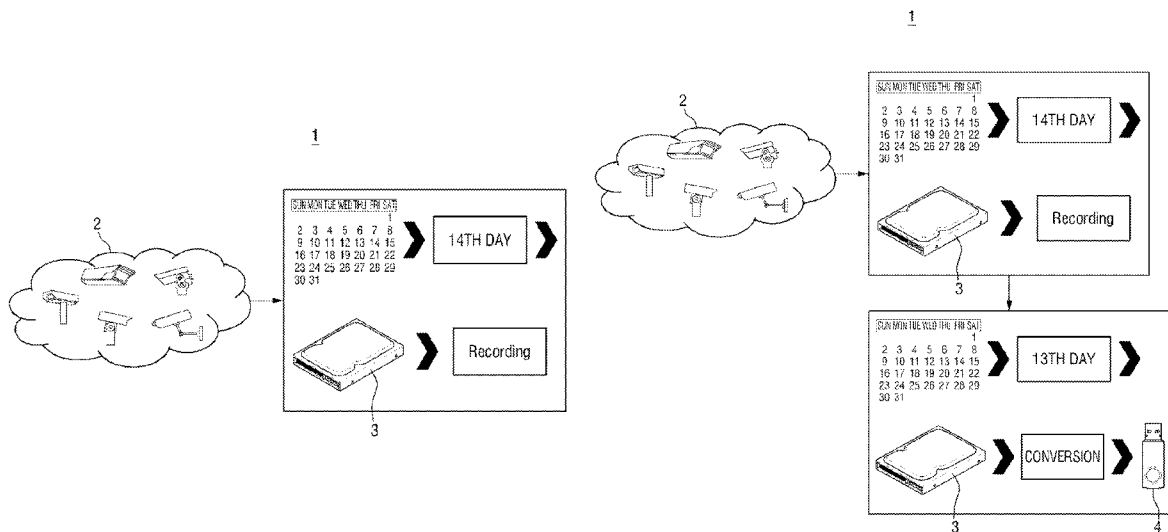 1
2
SUN MON TUE WED THU FRI SAT
1
2 3 4 5 6 7 8
9 10 11 12 13 14 15
16 17 18 19 20 21 22
23 24 25 26 27 28 29
30 31
14TH DAY
Recording
3
1
2
SUN MON TUE WED THU FRI SAT
1
2 3 4 5 6 7 8
9 10 11 12 13 14 15
16 17 18 19 20 21 22
23 24 25 26 27 28 29
30 31
14TH DAY
Recording
3
SUN MON TUE WED THU FRI SAT
1
2 3 4 5 6 7 8
9 10 11 12 13 14 15
16 17 18 19 20 21 22
23 24 25 26 27 28 29
30 31
13TH DAY
CONVERSION
3
4